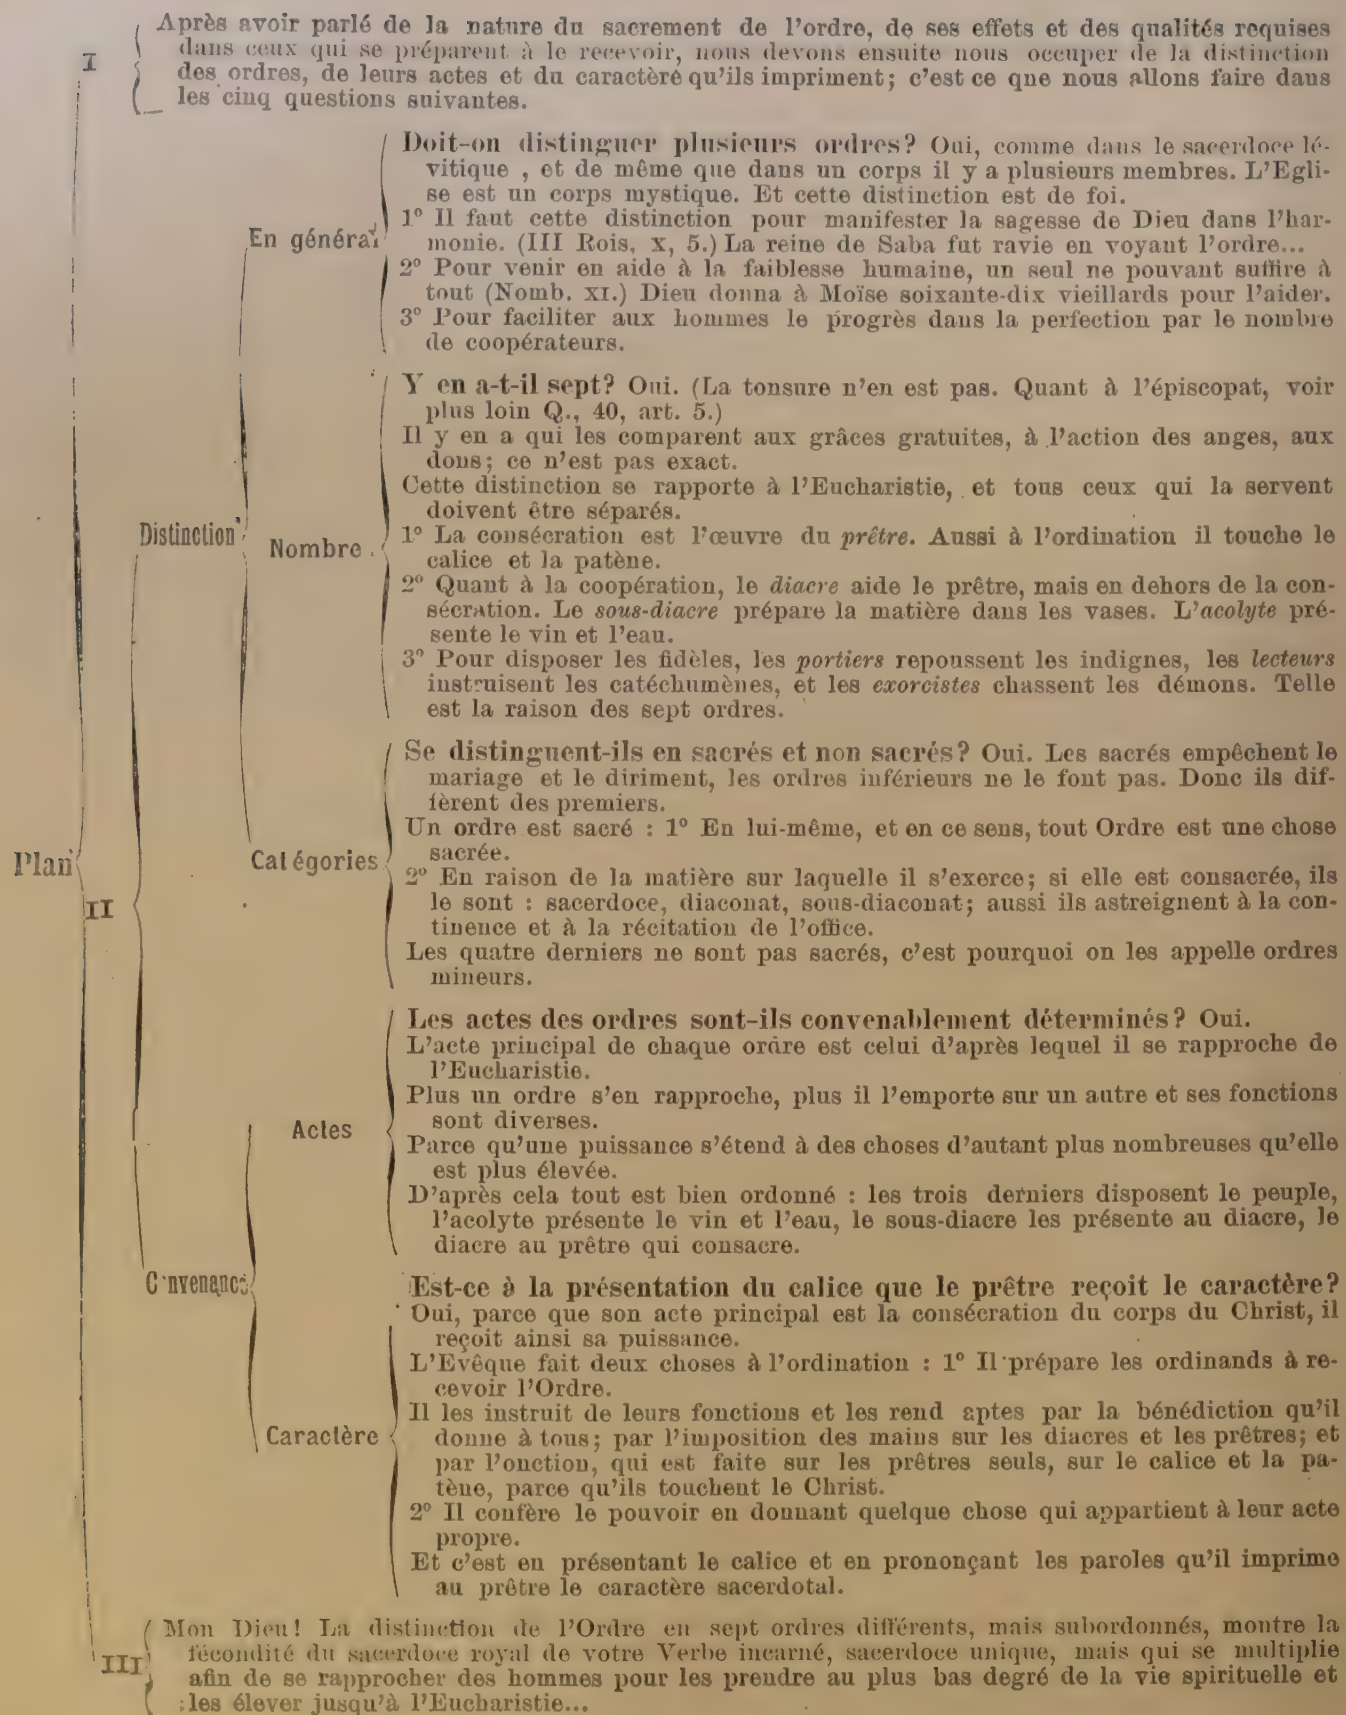 I
Après avoir parlé de la nature du sacrement de l'ordre, de ses effets et des qualités requises
dans ceux qui se préparent à le recevoir, nous devons ensuite nous occuper de la distinction
des ordres, de leurs actes et du caractère qu'ils impriment; c'est ce que nous allons faire dans
les cinq questions suivantes.
Plan
II
Distinction
En général
Doit-on distinguer plusieurs ordres? Oui, comme dans le sacerdoce lé-
vitique , et de même que dans un corps il y a plusieurs membres. L'Egli-
se est un corps mystique. Et cette distinction est de foi.
1º Il faut cette distinction pour manifester la sagesse de Dieu dans l'har-
monie. (III Rois, X, 5.) La reine de Saba fut ravie en voyant l'ordre...
2º Pour venir en aide à la faiblesse humaine, un seul ne pouvant suffire à
tout (Nomb. XI.) Dieu donna à Moïse soixante-dix vieillards pour l'aider.
3º Pour faciliter aux hommes le progrès dans la perfection par le nombre
de coopérateurs.
Nombre
Y en a-t-il sept? Oui. (La tonsure n'en est pas. Quant à l'épiscopat, voir
plus loin Q., 40, art. 5.)
Il y en a qui les comparent aux grâces gratuites, à l'action des anges, aux
dons; ce n'est pas exact.
Cette distinction se rapporte à l'Eucharistie, et tous ceux qui la servent
doivent être séparés.
1º La consécration est l'œuvre du prêtre. Aussi à l'ordination il touche le
calice et la patène.
2º Quant à la coopération, le diacre aide le prêtre, mais en dehors de la con-
sécration. Le sous-diacre prépare la matière dans les vases. L'acolyte pré-
sente le vin et l'eau.
3º Pour disposer les fidèles, les portiers repoussent les indignes, les lecteurs
instruisent les catéchumènes, et les exorcistes chassent les démons. Telle
est la raison des sept ordres.
Catégories
Se distinguent-ils en sacrés et non sacrés? Oui. Les sacrés empêchent le
mariage et le diriment, les ordres inférieurs ne le font pas. Donc ils dif-
fèrent des premiers.
Un ordre est sacré : 1º En lui-même, et en ce sens, tout Ordre est une chose
sacrée.
2º En raison de la matière sur laquelle il s'exerce; si elle est consacrée, ils
le sont : sacerdoce, diaconat, sous-diaconat; aussi ils astreignent à la con-
tinence et à la récitation de l'office.
Les quatre derniers ne sont pas sacrés, c'est pourquoi on les appelle ordres
mineurs.
Convenance
Actes
Les actes des ordres sont-ils convenablement déterminés? Oui.
L'acte principal de chaque ordre est celui d'après lequel il se rapproche de
l'Eucharistie.
Plus un ordre s'en rapproche, plus il l'emporte sur un autre et ses fonctions
sont diverses.
Parce qu'une puissance s'étend à des choses d'autant plus nombreuses qu'elle
est plus élevée.
D'après cela tout est bien ordonné : les trois derniers disposent le peuple,
l'acolyte présente le vin et l'eau, le sous-diacre les présente au diacre, le
diacre au prêtre qui consacre.
Caractère
Est-ce à la présentation du calice que le prêtre reçoit le caractère?
Oui, parce que son acte principal est la consécration du corps du Christ, il
reçoit ainsi sa puissance.
L'Evêque fait deux choses à l'ordination : 1º Il prépare les ordinands à re-
cevoir l'Ordre.
Il les instruit de leurs fonctions et les rend aptes par la bénédiction qu'il
donne à tous; par l'imposition des mains sur les diacres et les prêtres; et
par l'onction, qui est faite sur les prêtres seuls, sur le calice et la pa-
tène, parce qu'ils touchent le Christ.
2º Il confère le pouvoir en donnant quelque chose qui appartient à leur acte
propre.
Et c'est en présentant le calice et en prononçant les paroles qu'il imprime
au prêtre le caractère sacerdotal.
III
Mon Dieu! La distinction de l'Ordre en sept ordres différents, mais subordonnés, montre la
fécondité du sacerdoce royal de votre Verbe incarné, sacerdoce unique, mais qui se multiplie
afin de se rapprocher des hommes pour les prendre au plus bas degré de la vie spirituelle et
les élever jusqu'à l'Eucharistie...